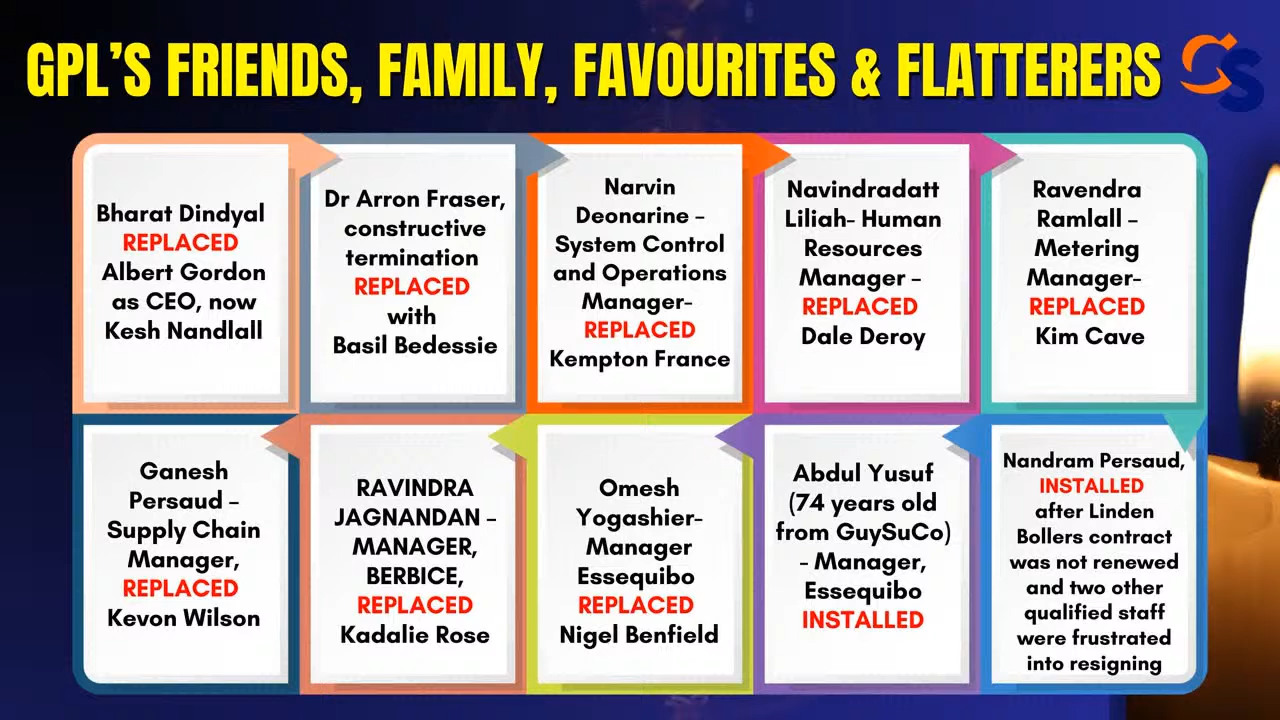 GPL'S FRIENDS, FAMILY, FAVOURITES & FLATTERERS
GS
Bharat Dindyal
REPLACED
Albert Gordon
as CEO, now
Kesh Nandlall
Dr Arron Fraser,
constructive
termination
REPLACED
with
Basil Bedessie
Narvin
Deonarine –
System Control
and Operations
Manager–
REPLACED
Kempton France
Navindradatt
Liliah– Human
Resources
Manager –
REPLACED
Dale Deroy
Ravendra
Ramlall –
Metering
Manager–
REPLACED
Kim Cave
Ganesh
Persaud –
Supply Chain
Manager,
REPLACED
Kevon Wilson
RAVINDRA
JAGNANDAN –
MANAGER,
BERBICE,
REPLACED
Kadalie Rose
Omesh
Yogashier–
Manager
Essequibo
REPLACED
Nigel Benfield
Abdul Yusuf
(74 years old
from GuySuCo)
– Manager,
Essequibo
INSTALLED
Nandram Persaud,
INSTALLED
after Linden
Bollers contract
was not renewed
and two other
qualified staff
were frustrated
into resigning